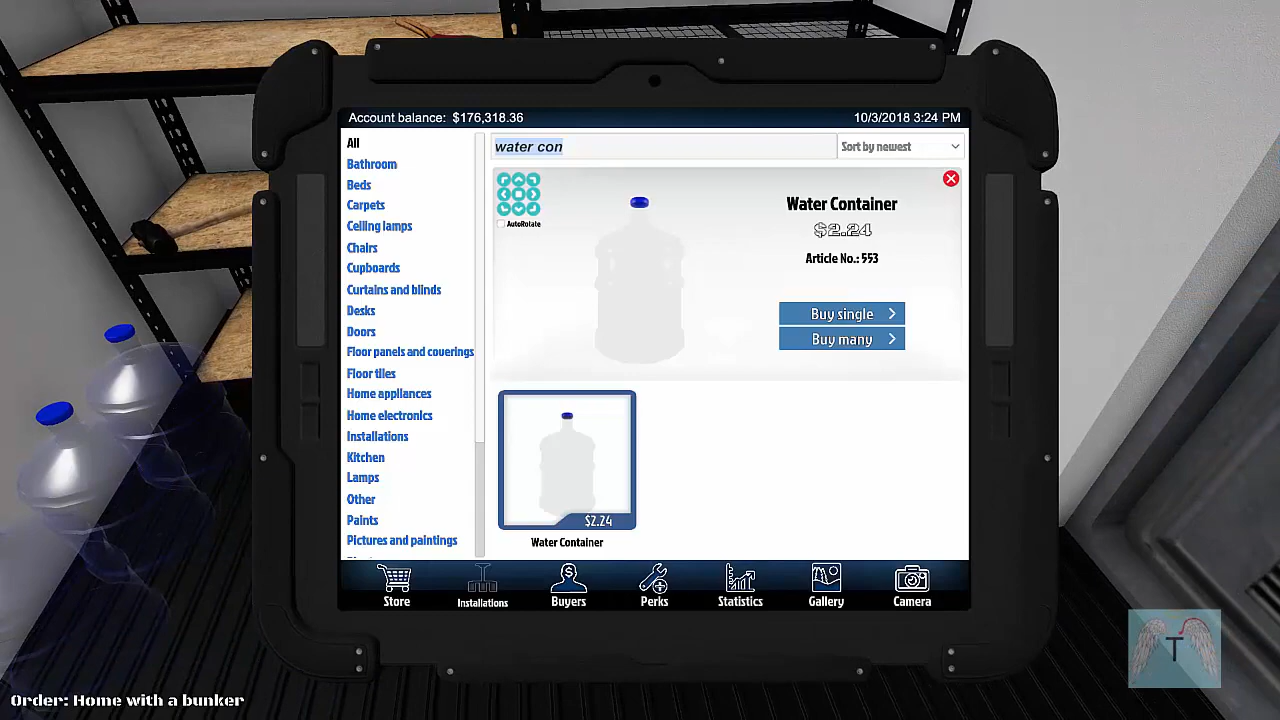 Account balance: $176,318.36
10/3/2018 3:24 PM
All
Bathroom
Beds
Carpets
Ceiling lamps
Chairs
Cupboards
Curtains and blinds
Desks
Doors
Floor panels and coverings
Floor tiles
Home appliances
Home electronics
Installations
Kitchen
Lamps
Other
Paints
Pictures and paintings
water con
Sort by newest
AutoRotate
Water Container
$2.24
Article No.: 553
Buy single
Buy many
$2.24
Water Container
Store
Installations
Buyers
Perks
Statistics
Gallery
Camera
T
Order: Home with a bunker